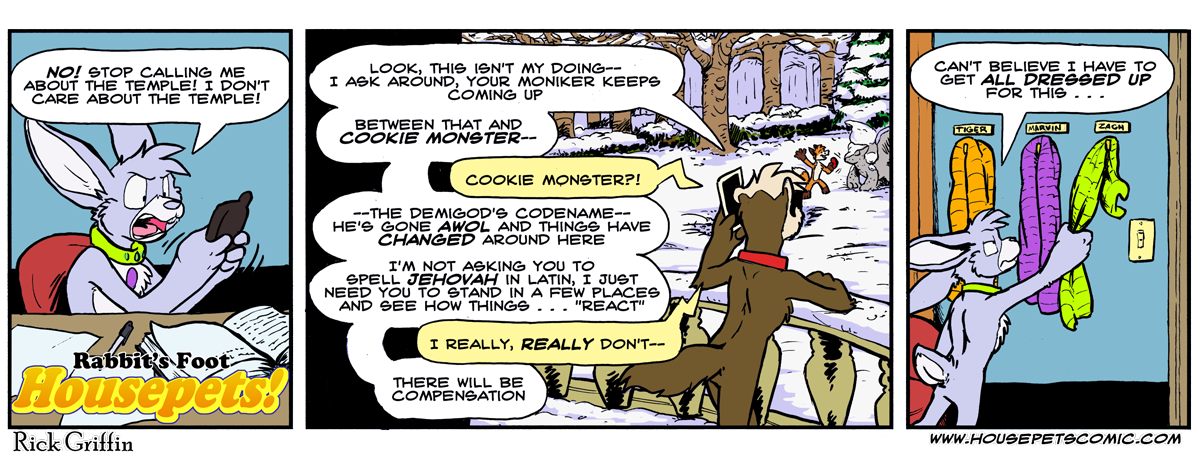 NO! STOP CALLING ME
ABOUT THE TEMPLE! I DON'T
CARE ABOUT THE TEMPLE!
Rabbit's Foot
Housepets!
Rick Griffin
LOOK, THIS ISN'T MY DOING--
I ASK AROUND, YOUR MONIKER KEEPS
COMING UP
BETWEEN THAT AND
COOKIE MONSTER--
COOKIE MONSTER?!
--THE DEMIGOD'S CODENAME--
HE'S GONE AWOL AND THINGS HAVE
CHANGED AROUND HERE
I'M NOT ASKING YOU TO
SPELL JEHOVAH IN LATIN, I JUST
NEED YOU TO STAND IN A FEW PLACES
AND SEE HOW THINGS . . . "REACT"
I REALLY, REALLY DON'T--
THERE WILL BE
COMPENSATION
CAN'T BELIEVE I HAVE TO
GET ALL DRESSED UP
FOR THIS . . .
TIGER
MARVIN
ZACH
WWW.HOUSEPETSCOMIC.COM